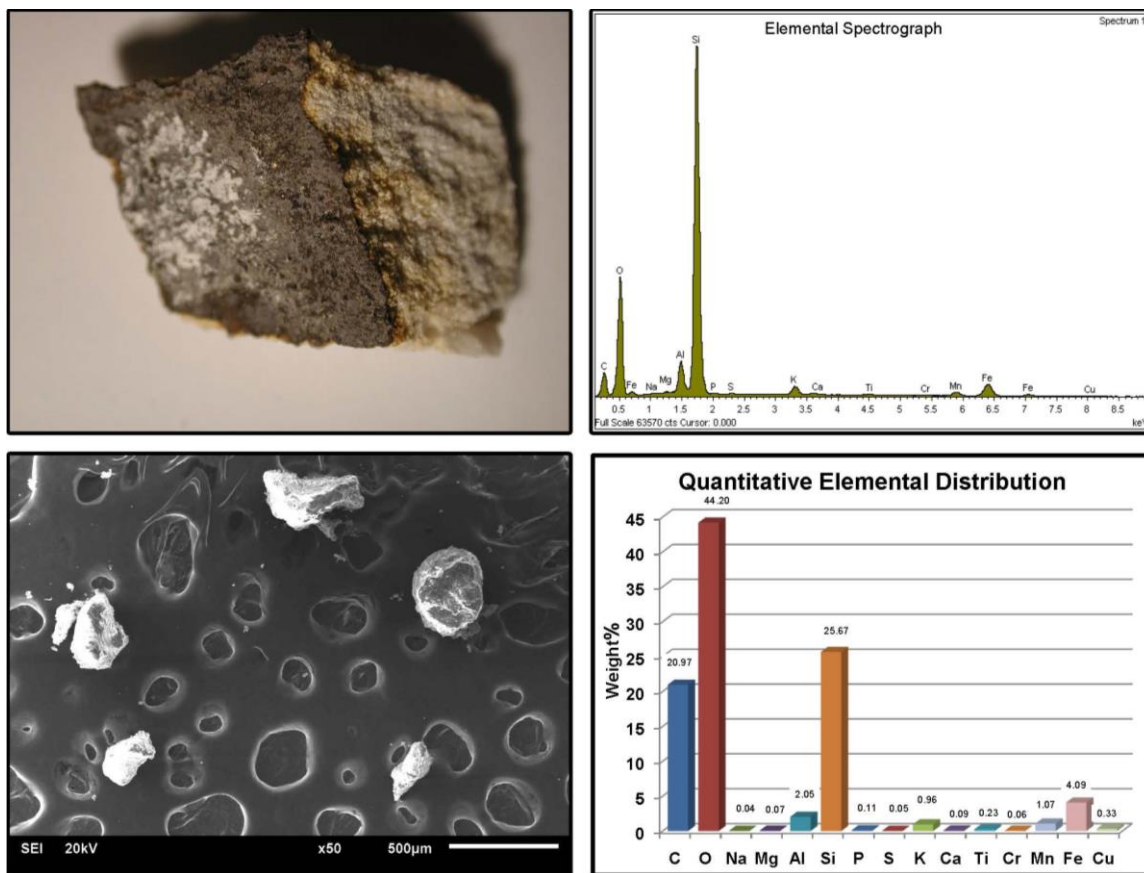 Elemental Spectrograph
Spectrum 1
Si
O
C
Fe
Na
Mg
Al
P
S
K
Ca
Ti
Cr
Mn
Fe
Fe
Cu
0.5 1 1.5 2 2.5 3 3.5 4 4.5 5 5.5 6 6.5 7 7.5 8 8.5
Full Scale 63570 cts Cursor: 0.000
keV
SEI 20kV x50 500µm
Quantitative Elemental Distribution
Weight%
45
40
35
30
25
20
15
10
5
0
20.97
44.20
0.04
0.07
2.05
25.67
0.11
0.05
0.96
0.09
0.23
0.06
1.07
4.09
0.33
C O Na Mg Al Si P S K Ca Ti Cr Mn Fe Cu